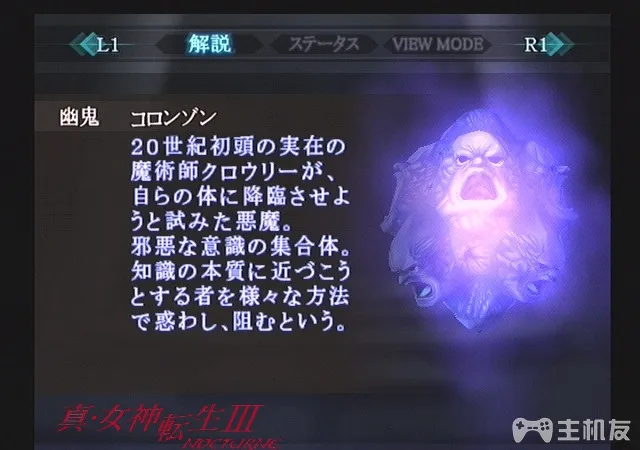 L1 解説 ステータス VIEW MODE R1
幽鬼 コロンゾン
20世紀初頭の実在の
魔術師クロウリーが、
自らの体に降臨させよ
うと試みた悪魔。
邪悪な意識の集合体。
知識の本質に近づこう
とする者を様々な方法
で惑わし、阻むという。
真・女神転生III
NOCTURNE
主机友